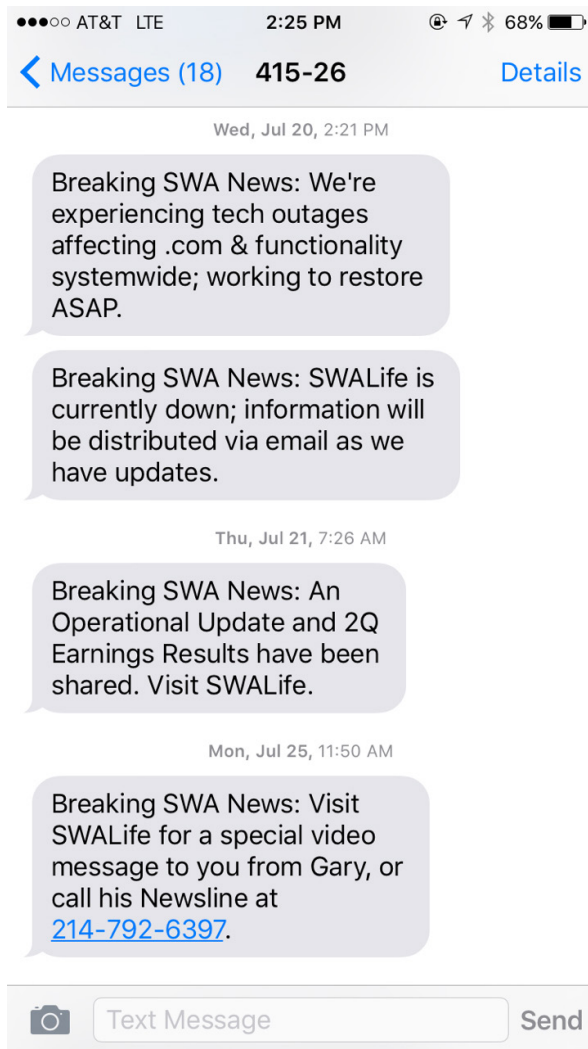 AT&T LTE 2:25 PM 68%
Messages (18) 415-26 Details
Wed, Jul 20, 2:21 PM
Breaking SWA News: We're
experiencing tech outages
affecting .com & functionality
systemwide; working to restore
ASAP.
Breaking SWA News: SWALife is
currently down; information will
be distributed via email as we
have updates.
Thu, Jul 21, 7:26 AM
Breaking SWA News: An
Operational Update and 2Q
Earnings Results have been
shared. Visit SWALife.
Mon, Jul 25, 11:50 AM
Breaking SWA News: Visit
SWALife for a special video
message to you from Gary, or
call his Newsline at
214-792-6397.
Text Message Send